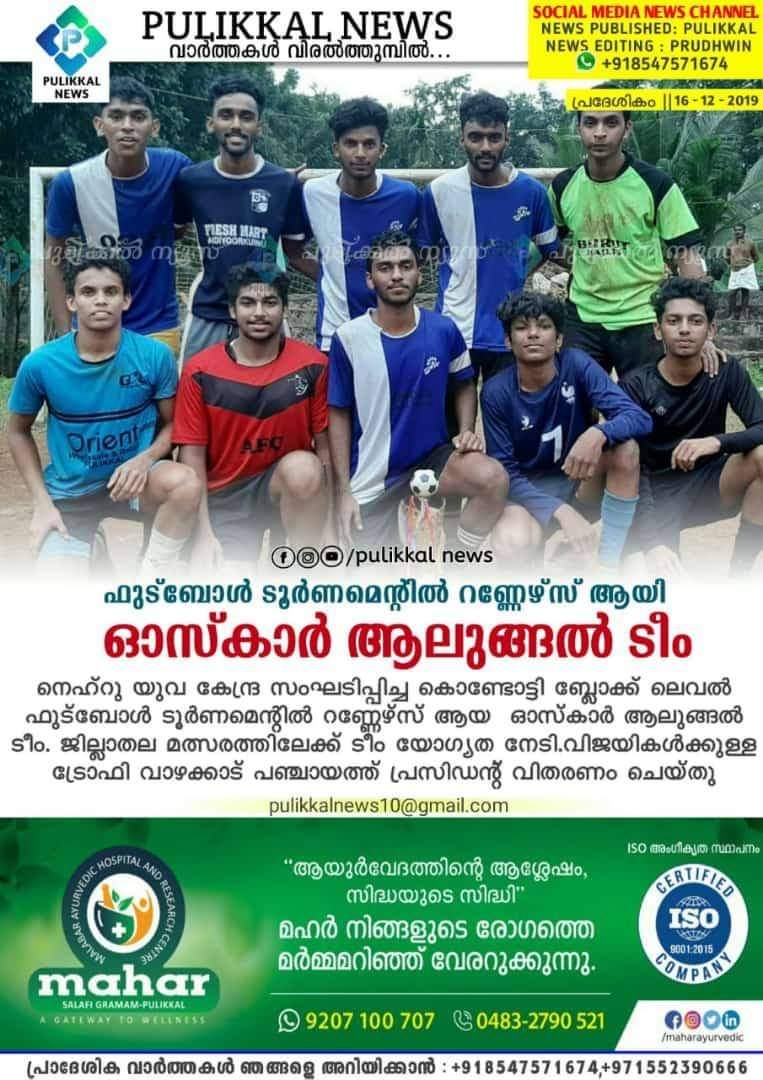 PULIKKAL NEWS
വാർത്തകൾ വിരൽത്തുമ്പിൽ...
PULIKKAL
NEWS
SOCIAL MEDIA NEWS CHANNEL
NEWS PUBLISHED: PULIKKAL
NEWS EDITING : PRUDHWIN
+918547571674
പ്രദേശികം || 16 - 12 - 2019
FRESH MART
പുളിക്കൽ ന്യൂസ് പുളിക്കൽ ന്യൂസ് പുളിക്കൽ ന്യൂസ്
Orient
PULIKKAL
AFC
7
/pulikkal news
ഫുട്ബോൾ ടൂർണമെന്റിൽ റണ്ണേഴ്സ് ആയി
ഓസ്കാർ ആലുങ്ങൽ ടീം
നെഹ്റു യുവ കേന്ദ്ര സംഘടിപ്പിച്ച കൊണ്ടോട്ടി ബ്ലോക്ക് ലെവൽ
ഫുട്ബോൾ ടൂർണമെന്റിൽ റണ്ണേഴ്സ് ആയ ഓസ്കാർ ആലുങ്ങൽ
ടീം. ജില്ലാതല മത്സരത്തിലേക്ക് ടീം യോഗ്യത നേടി.വിജയികൾക്കുള്ള
ട്രോഫി വാഴക്കാട് പഞ്ചായത്ത് പ്രസിഡന്റ് വിതരണം ചെയ്തു
pulikkalnews10@gmail.com
MALABAR AYURVEDIC HOSPITAL AND RESEARCH CENTRE
mahar
SALAFI GRAMAM-PULIKKAL
A GATEWAY TO WELLNESS
“ആയുർവേദത്തിന്റെ ആശ്ലേഷം,
സിദ്ധയുടെ സിദ്ധി”
മഹർ നിങ്ങളുടെ രോഗത്തെ
മർമ്മമറിഞ്ഞ് വേരറുക്കുന്നു.
9207 100 707 0483-2790 521
ISO അംഗീകൃത സ്ഥാപനം
CERTIFIED
ISO
9001:2015
COMPANY
/maharayurvedic
പ്രാദേശിക വാർത്തകൾ ഞങ്ങളെ അറിയിക്കാൻ : +918547571674,+971552390666